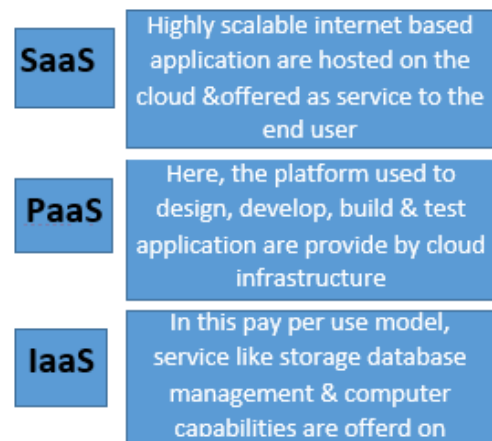 SaaS
Highly scalable internet based
application are hosted on the
cloud &offered as service to the
end user
PaaS
Here, the platform used to
design, develop, build & test
application are provide by cloud
infrastructure
IaaS
In this pay per use model,
service like storage database
management & computer
capabilities are offerd on